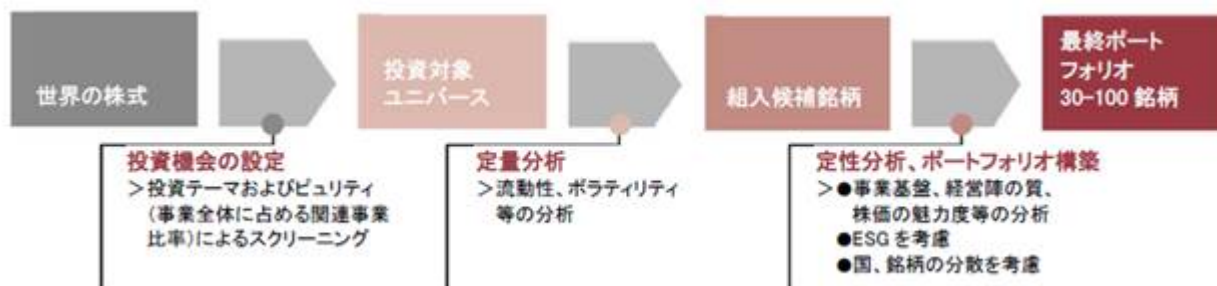 世界の株式
投資対象
ユニバース
組入候補銘柄
最終ポート
フォリオ
30-100 銘柄
投資機会の設定
＞投資テーマおよびピュリティ
（事業全体に占める関連事業
比率）によるスクリーニング
定量分析
＞流動性、ボラティリティ
等の分析
定性分析、ポートフォリオ構築
＞●事業基盤、経営陣の質、
株価の魅力度等の分析
●ESG を考慮
●国、銘柄の分散を考慮